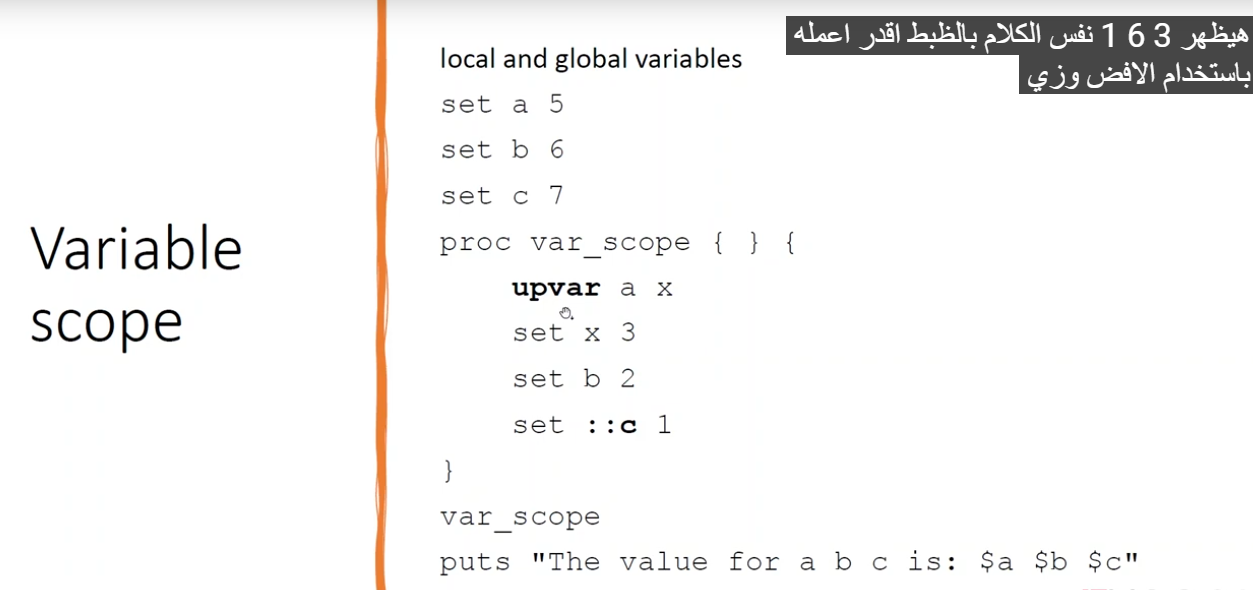 هيظهر 3 6 1 نفس الكلام بالظبط اقدر اعمله
باستخدام الافض وزي
Variable
scope
local and global variables
set a 5
set b 6
set c 7
proc var_scope { } {
upvar a x
set x 3
set b 2
set ::c 1
}
var_scope
puts "The value for a b c is: $a $b $c"